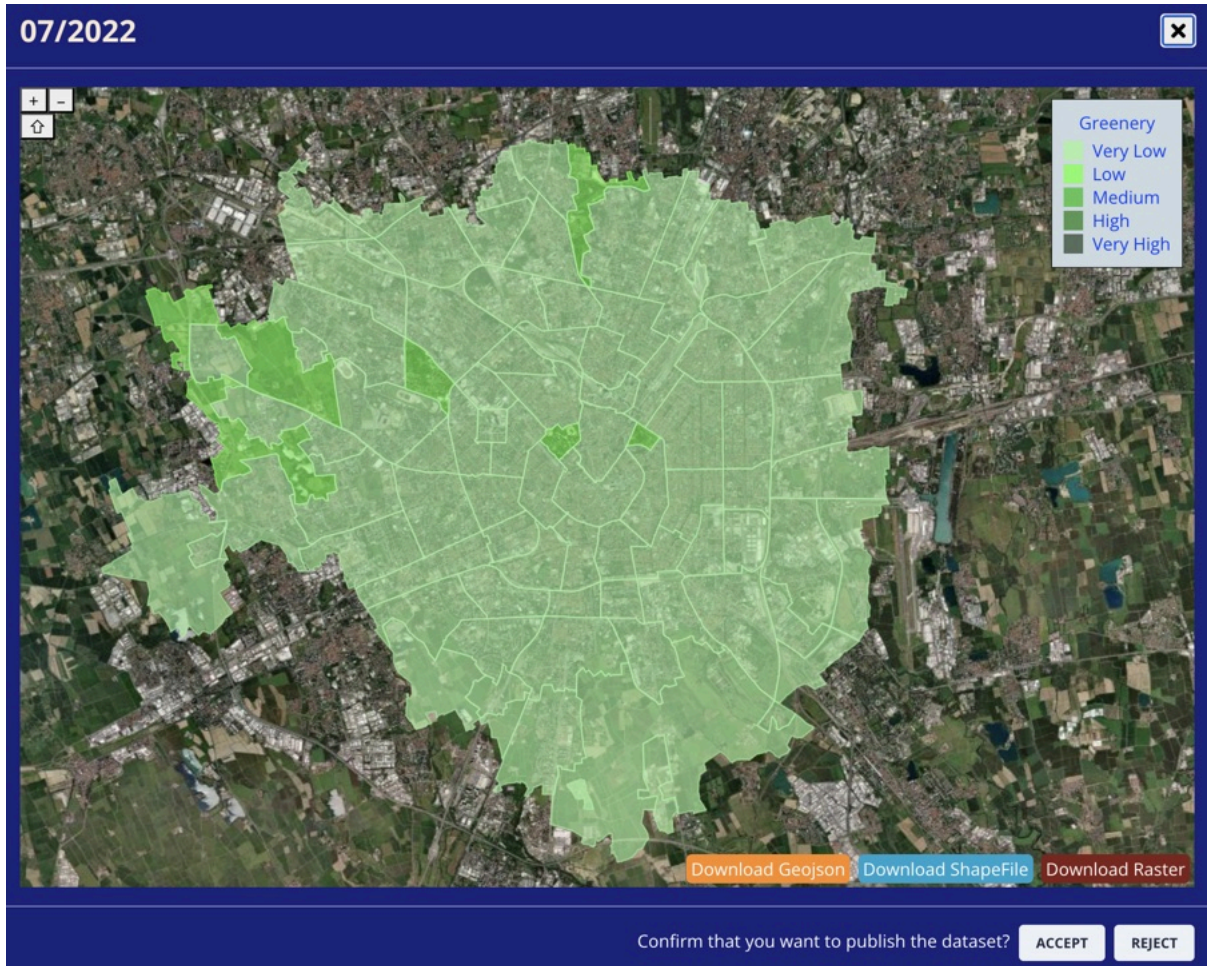 07/2022
+ –
Greenery
Very Low
Low
Medium
High
Very High
Download Geojson Download ShapeFile Download Raster
Confirm that you want to publish the dataset? ACCEPT REJECT